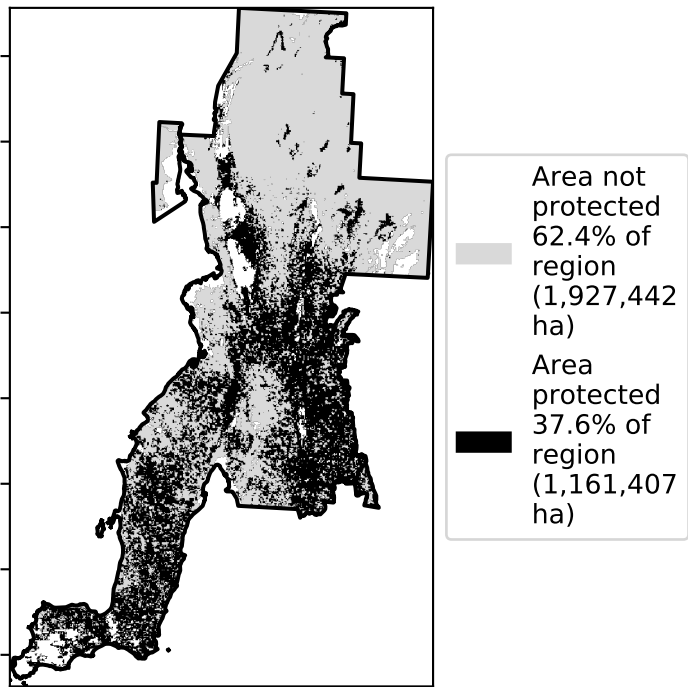 Area not
protected
62.4% of
region
(1,927,442
ha)
Area
protected
37.6% of
region
(1,161,407
ha)